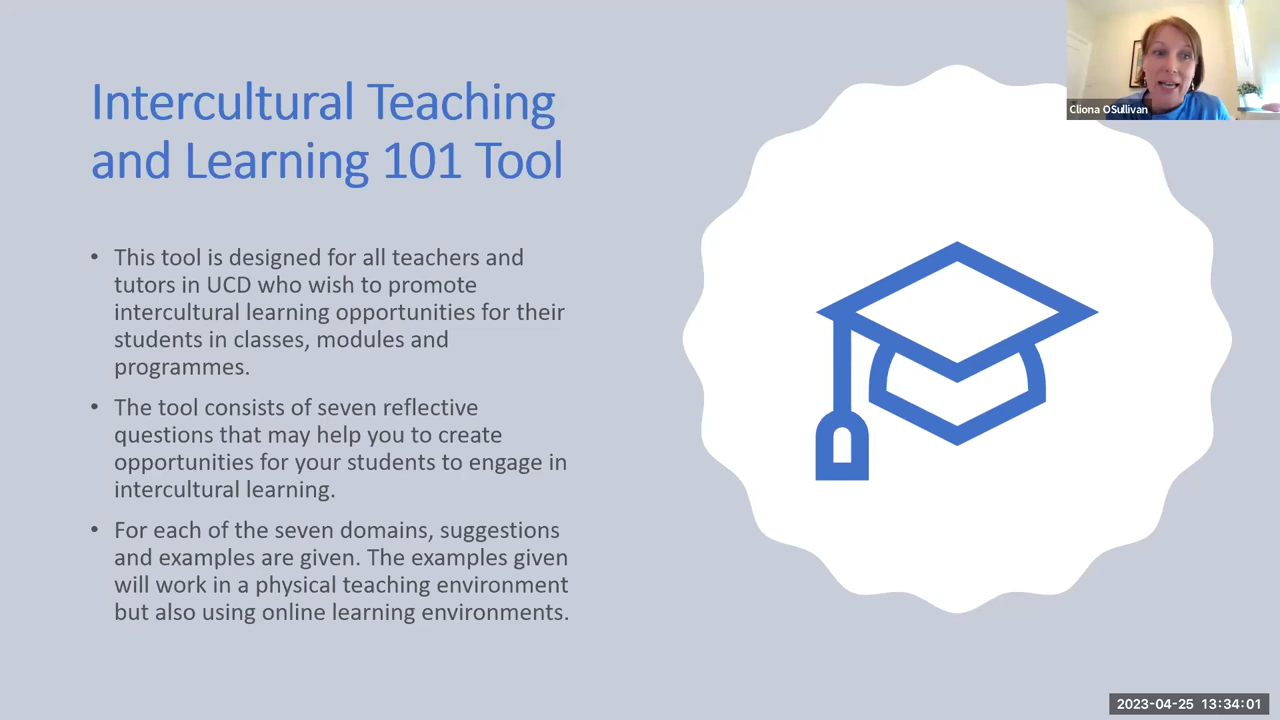 Intercultural Teaching
and Learning 101 Tool
• This tool is designed for all teachers and
tutors in UCD who wish to promote
intercultural learning opportunities for their
students in classes, modules and
programmes.
• The tool consists of seven reflective
questions that may help you to create
opportunities for your students to engage in
intercultural learning.
• For each of the seven domains, suggestions
and examples are given. The examples given
will work in a physical teaching environment
but also using online learning environments.
Cliona OSullivan
2023-04-25 13:34:01